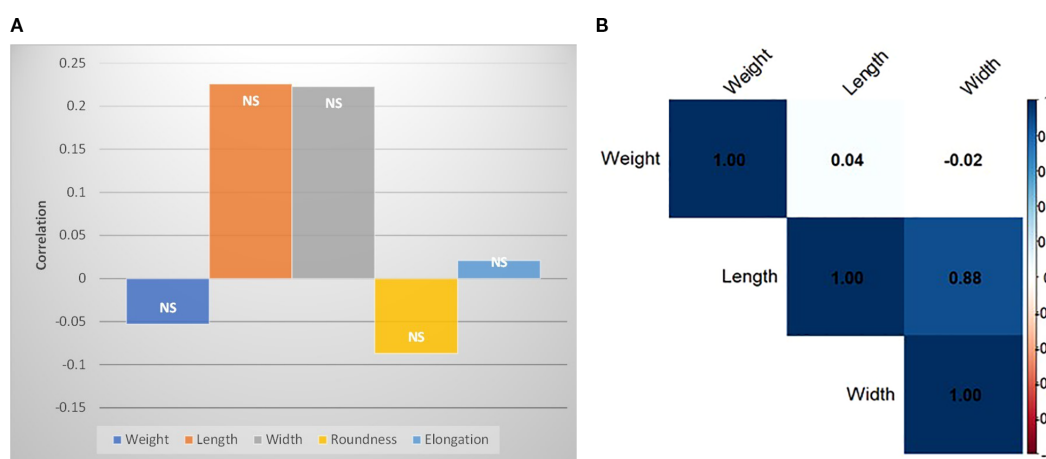 A
0.25
0.2
0.15
0.1
0.05
0
-0.05
-0.1
-0.15
Correlation
NS
NS
NS
NS
NS
Weight Length Width Roundness Elongation
B
Weight Length Width
Weight 1.00 0.04 -0.02
Length 1.00 0.88
Width 1.00